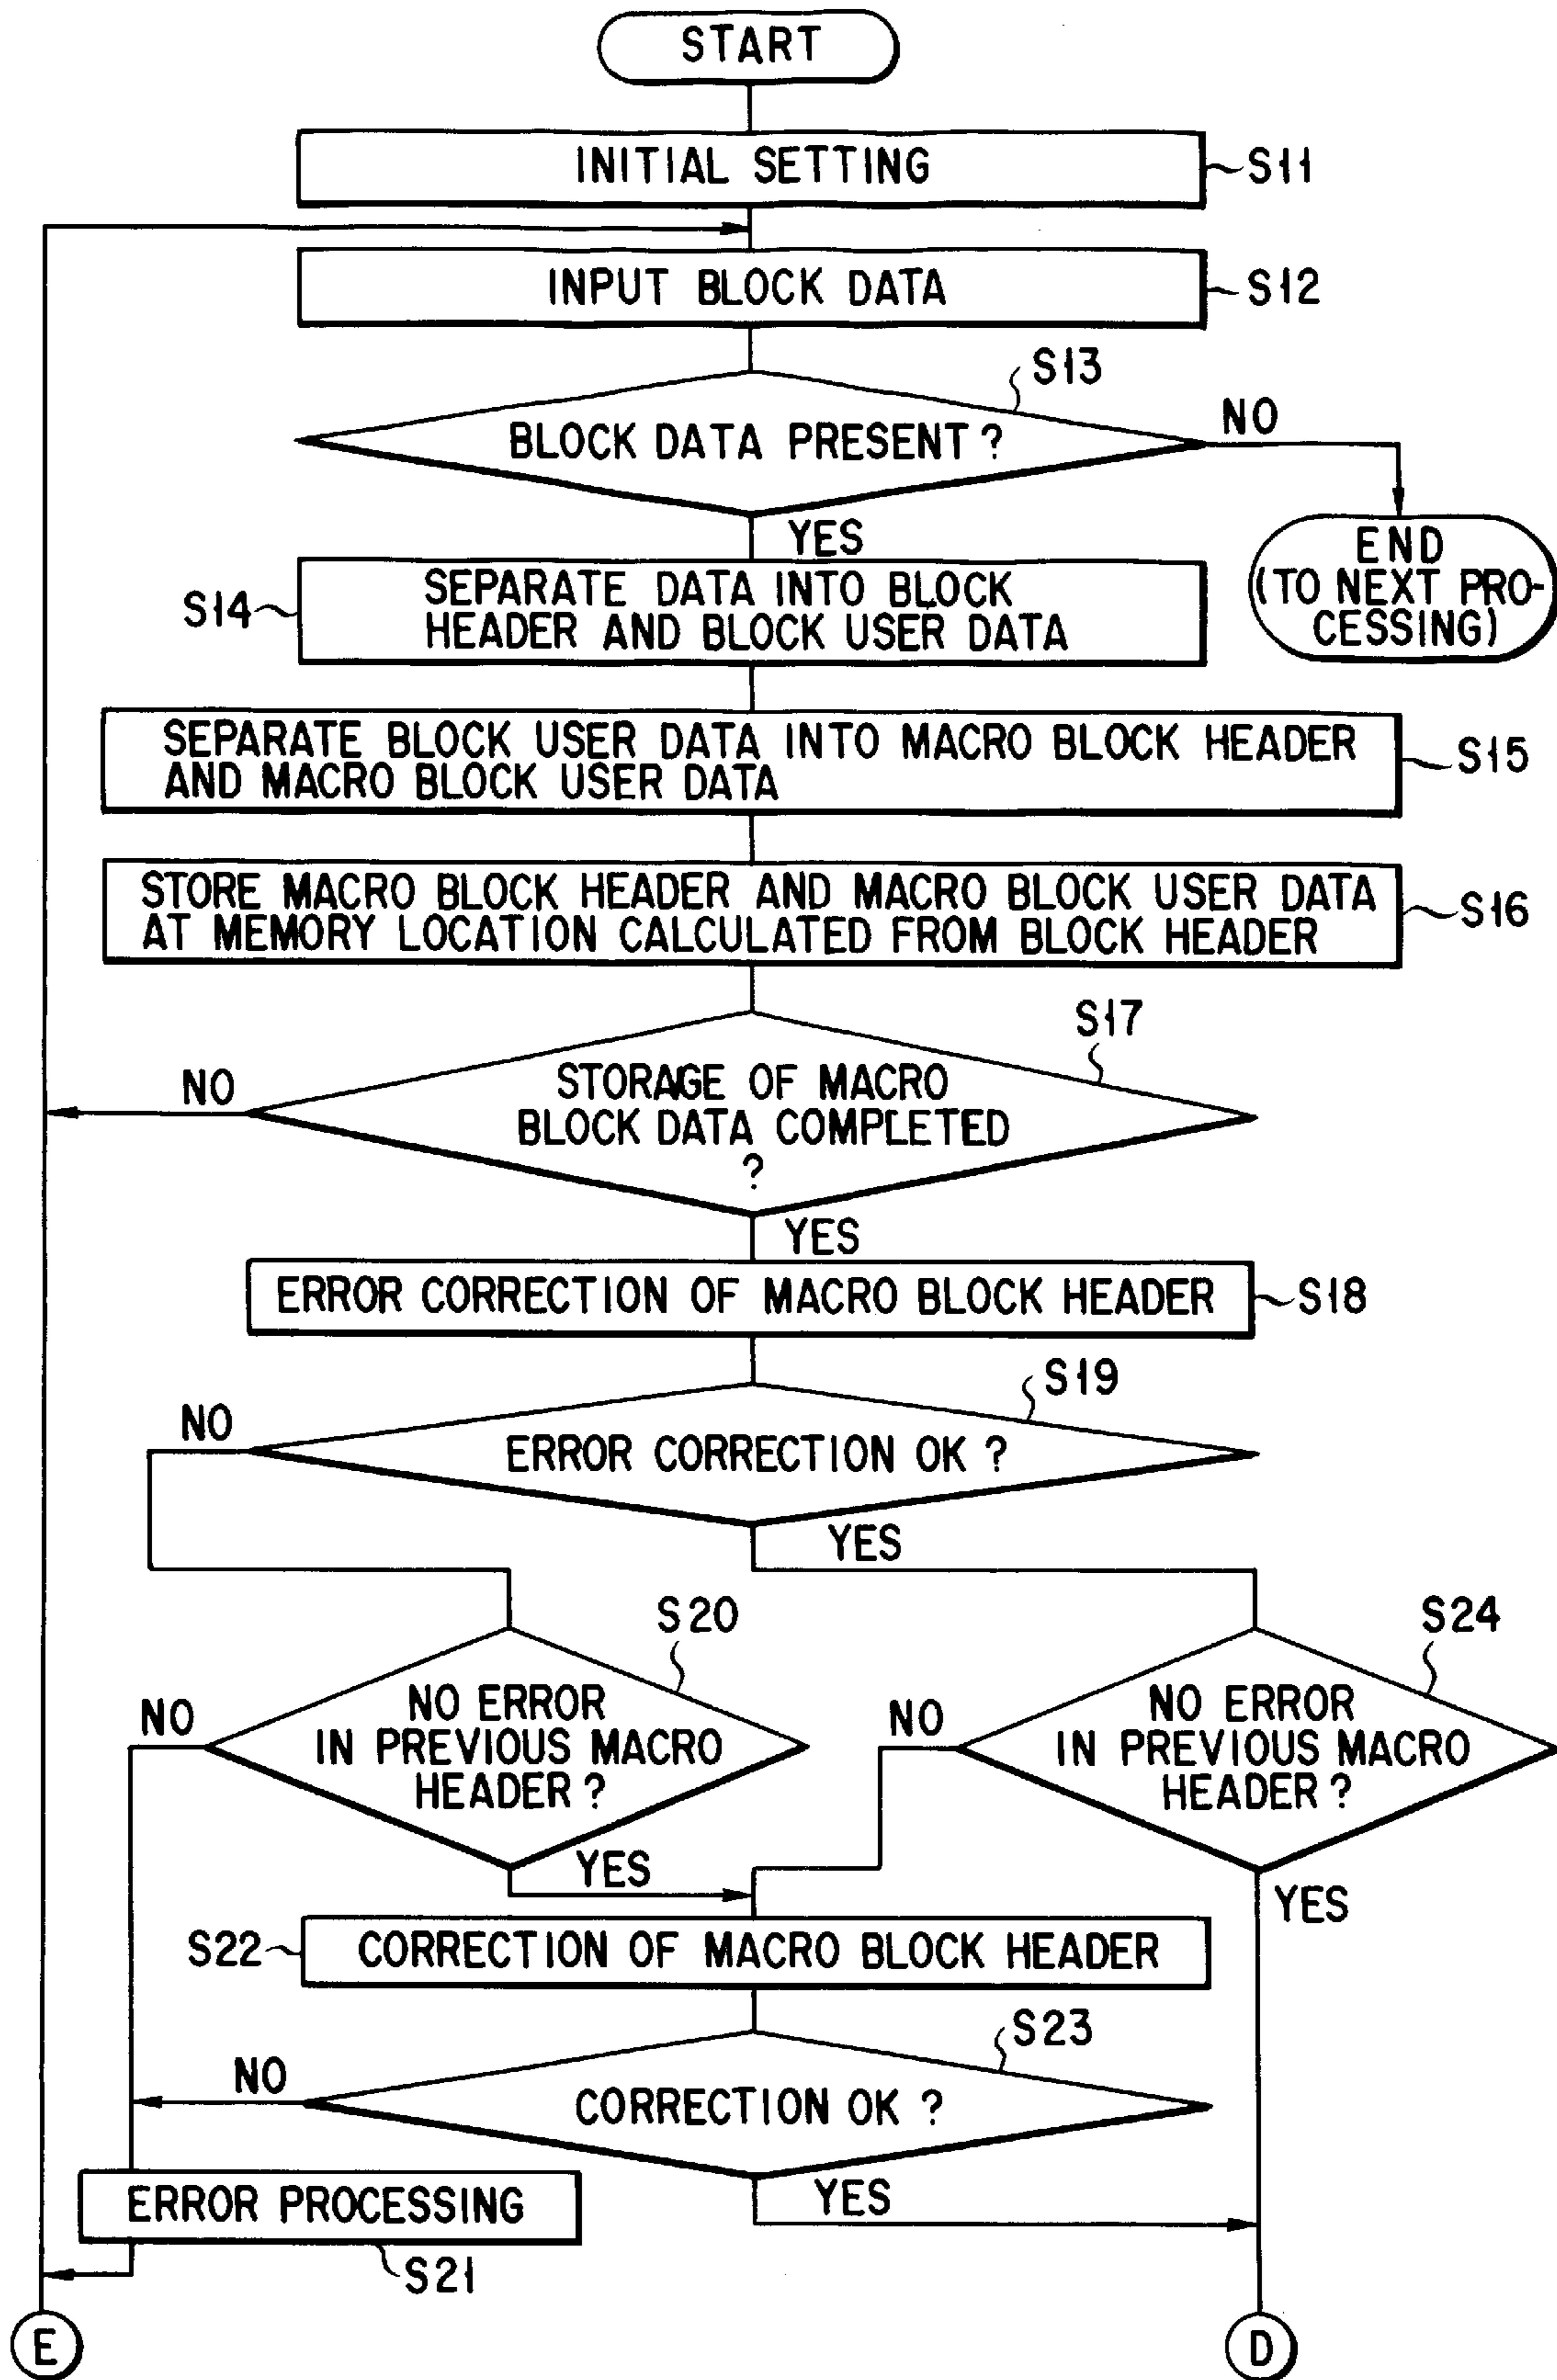 START
INITIAL SETTING
S11
INPUT BLOCK DATA
S12
S13
BLOCK DATA PRESENT ?
NO
YES
END
(TO NEXT PRO-
CESSING)
S14
SEPARATE DATA INTO BLOCK
HEADER AND BLOCK USER DATA
SEPARATE BLOCK USER DATA INTO MACRO BLOCK HEADER
AND MACRO BLOCK USER DATA
S15
STORE MACRO BLOCK HEADER AND MACRO BLOCK USER DATA
AT MEMORY LOCATION CALCULATED FROM BLOCK HEADER
S16
S17
NO
STORAGE OF MACRO
BLOCK DATA COMPLETED
?
YES
ERROR CORRECTION OF MACRO BLOCK HEADER
S18
S19
NO
ERROR CORRECTION OK ?
YES
S20
NO
NO ERROR
IN PREVIOUS MACRO
HEADER ?
YES
S24
NO
NO ERROR
IN PREVIOUS MACRO
HEADER ?
YES
S22
CORRECTION OF MACRO BLOCK HEADER
S23
NO
CORRECTION OK ?
YES
ERROR PROCESSING
S21
E
D